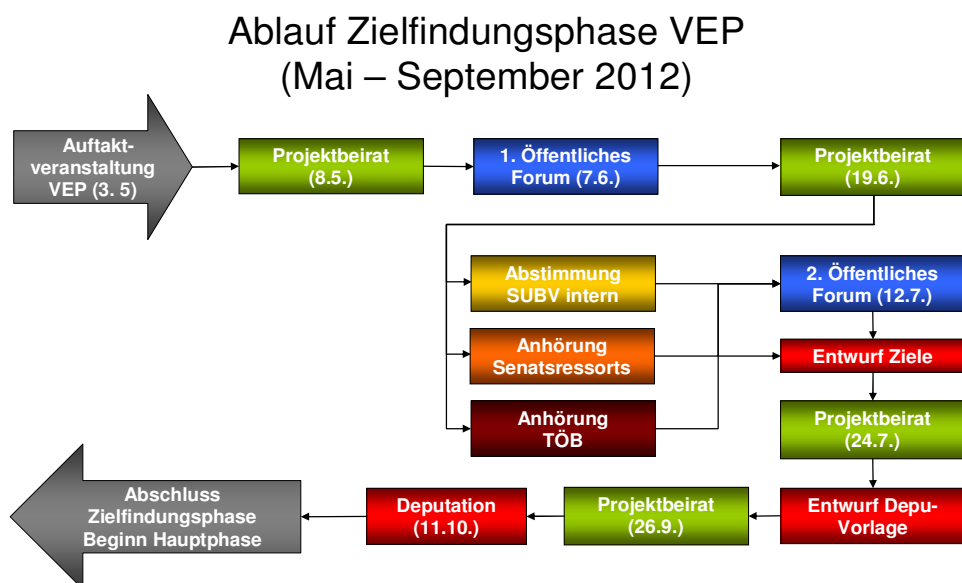 Ablauf Zielfindungsphase VEP
(Mai – September 2012)
Auftakt-
veranstaltung
VEP (3. 5)
Projektbeirat
(8.5.)
1. Öffentliches
Forum (7.6.)
Projektbeirat
(19.6.)
Abstimmung
SUBV intern
2. Öffentliches
Forum (12.7.)
Anhörung
Senatsressorts
Entwurf Ziele
Anhörung
TÖB
Projektbeirat
(24.7.)
Abschluss
Zielfindungsphase
Beginn Hauptphase
Deputation
(11.10.)
Projektbeirat
(26.9.)
Entwurf Depu-
Vorlage